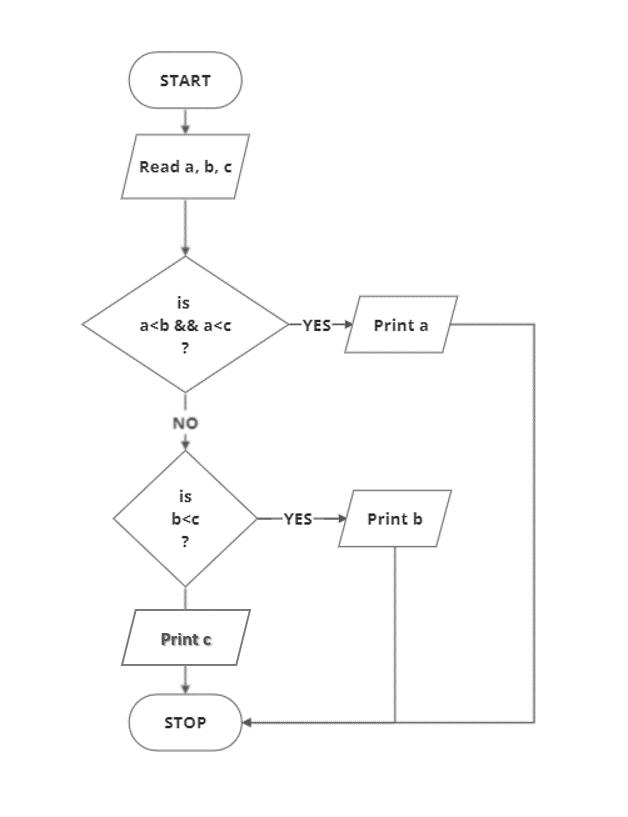 START
Read a, b, c
is
a<b && a<c
?
YES
Print a
NO
is
b<c
?
YES
Print b
Print c
STOP